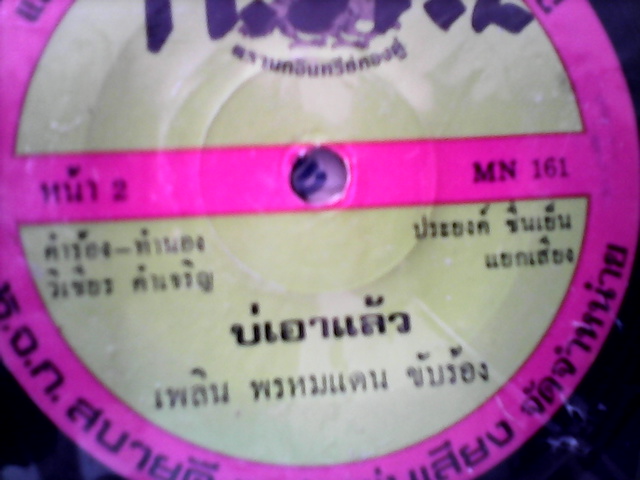 ตรานกอินทรีย์ทองคู่
หน้า 2
MN 161
คำร้อง-ทำนอง
วิเชียร คำเจริญ
ประยงค์ ชื่นเย็น
แยกเสียง
บ่เอาแล้ว
เพลิน พรหมแดน ขับร้อง
ห.จ.ก. สบายดี
แผ่นเสียง จัดจำหน่าย